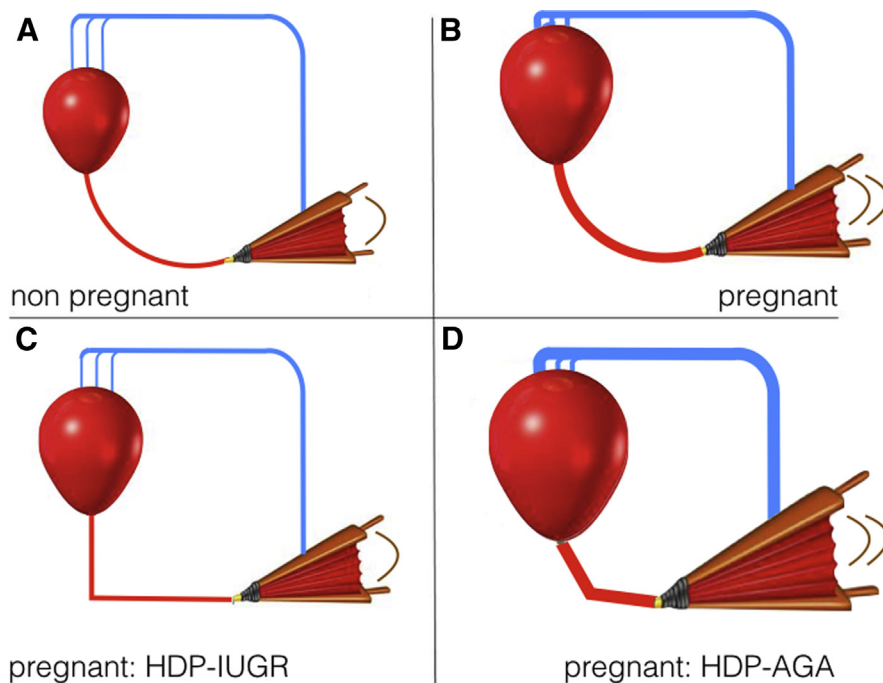 A
B
non pregnant
pregnant
C
D
pregnant: HDP-IUGR
pregnant: HDP-AGA